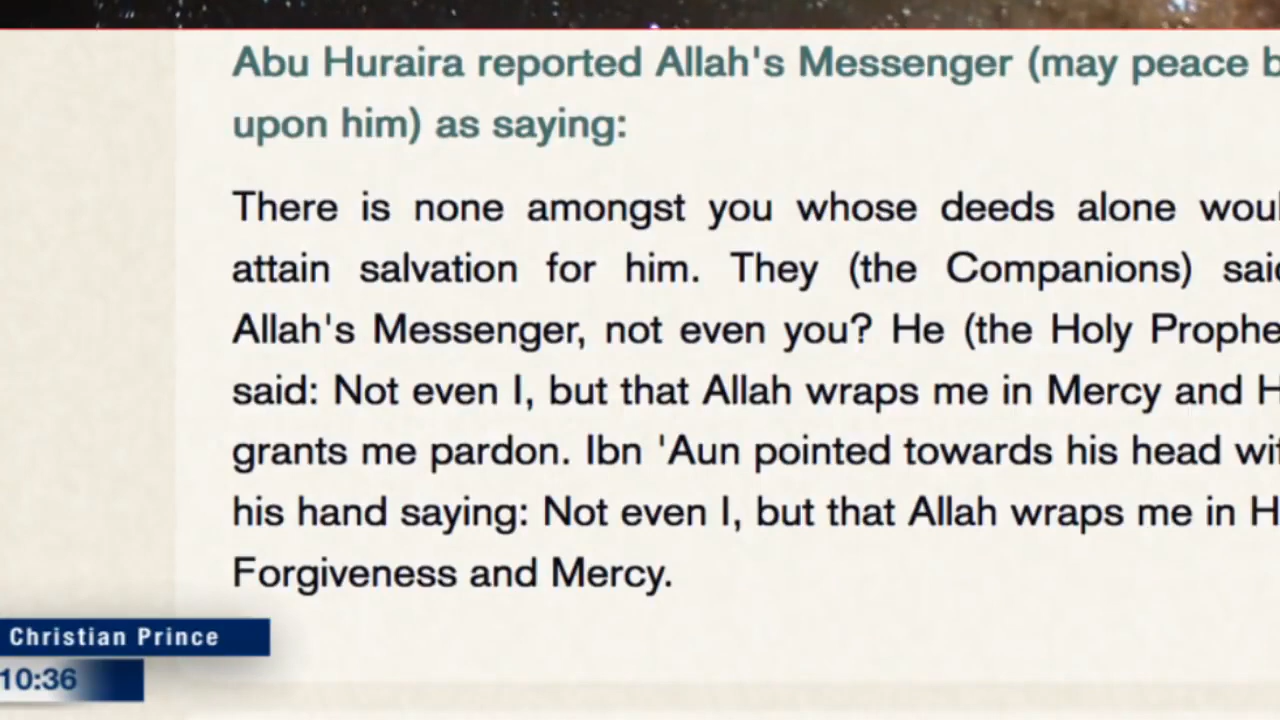 Abu Huraira reported Allah's Messenger (may peace b
upon him) as saying:
There is none amongst you whose deeds alone woul
attain salvation for him. They (the Companions) said
Allah's Messenger, not even you? He (the Holy Prophe
said: Not even I, but that Allah wraps me in Mercy and H
grants me pardon. Ibn 'Aun pointed towards his head wit
his hand saying: Not even I, but that Allah wraps me in H
Forgiveness and Mercy.
Christian Prince
10:36